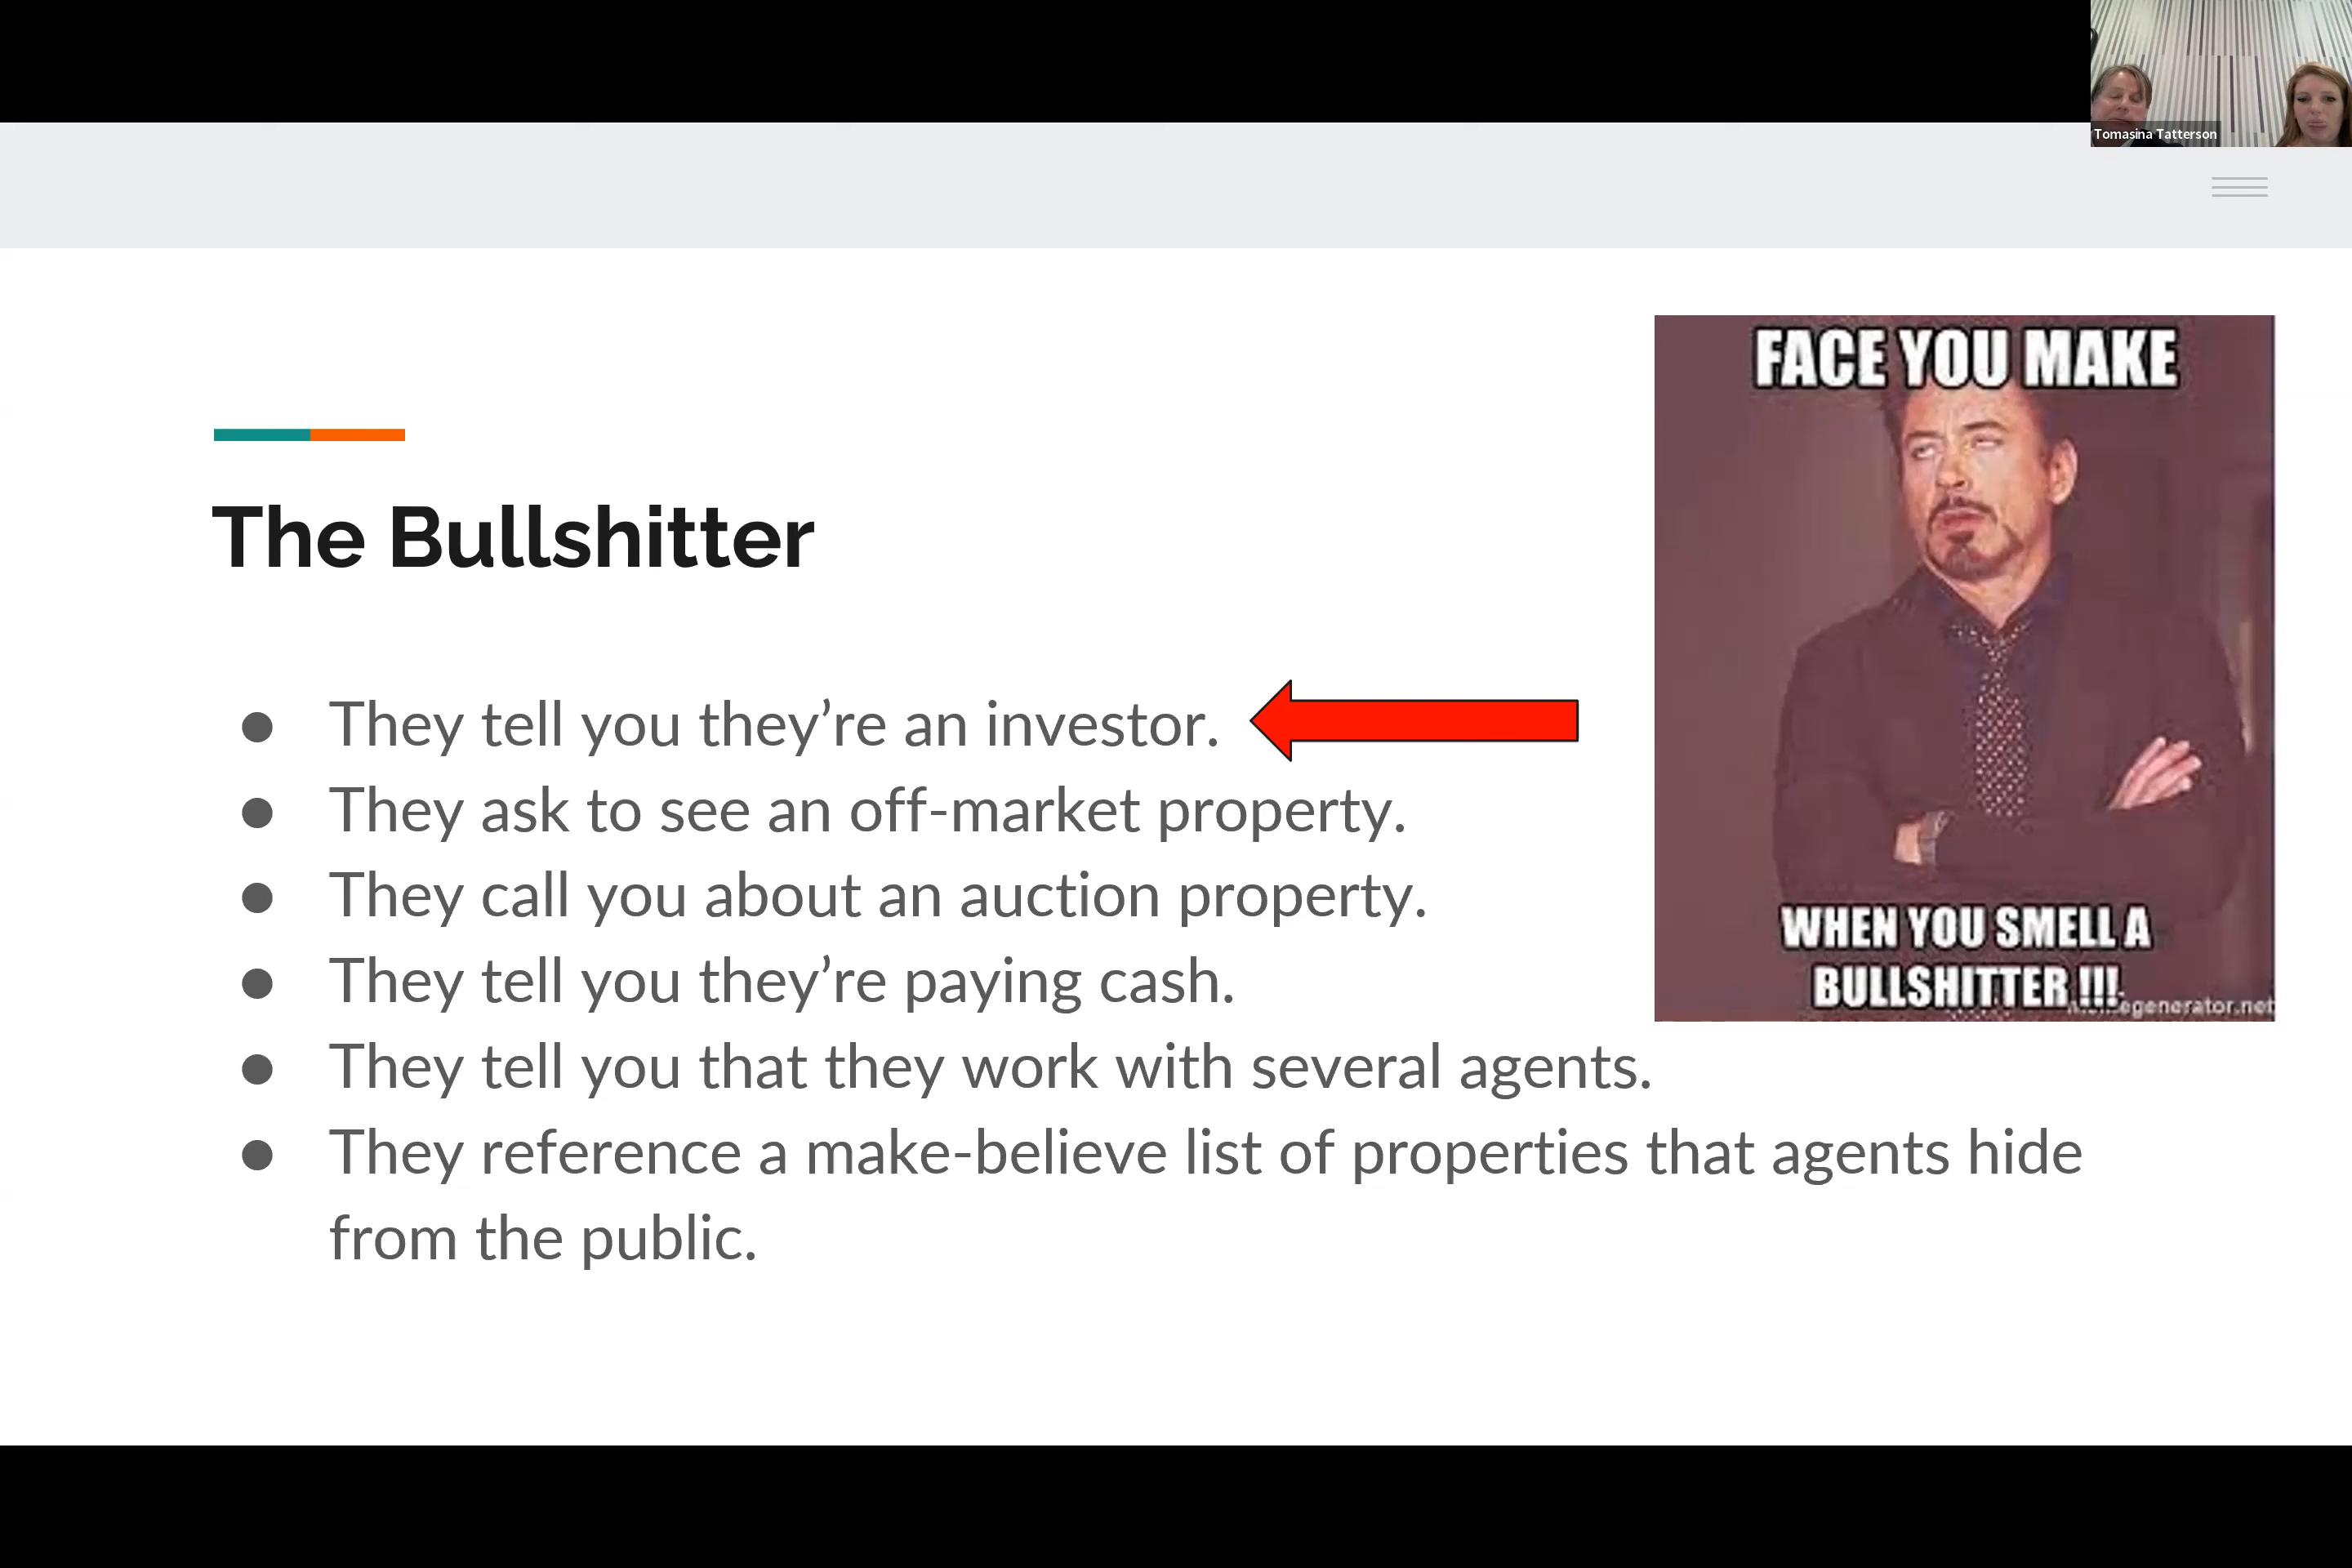 Tomasina Tatterson
The Bullshitter
FACE YOU MAKE
WHEN YOU SMELL A
BULLSHITTER !!!
● They tell you they’re an investor.
● They ask to see an off-market property.
● They call you about an auction property.
● They tell you they’re paying cash.
● They tell you that they work with several agents.
● They reference a make-believe list of properties that agents hide
from the public.